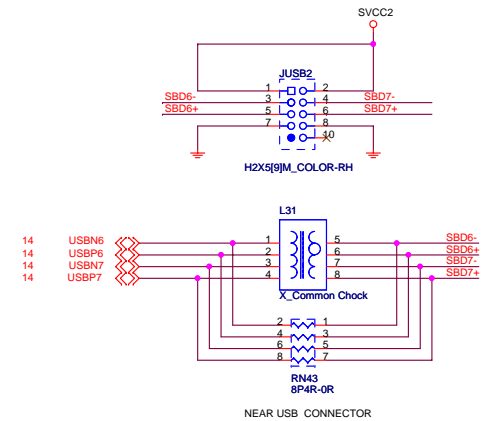 SVCC2
JUSB2
1 2
SBD6- 3 4 SBD7-
SBD6+ 5 6 SBD7+
7 8
10
H2X5[9]M_COLOR-RH
L31
14 USBN6 1 5 SBD6-
14 USBP6 2 6 SBD6+
14 USBN7 3 7 SBD7-
14 USBP7 4 8 SBD7+
X_Common Chock
2 1
4 3
6 5
8 7
RN43
8P4R-0R
NEAR USB CONNECTOR